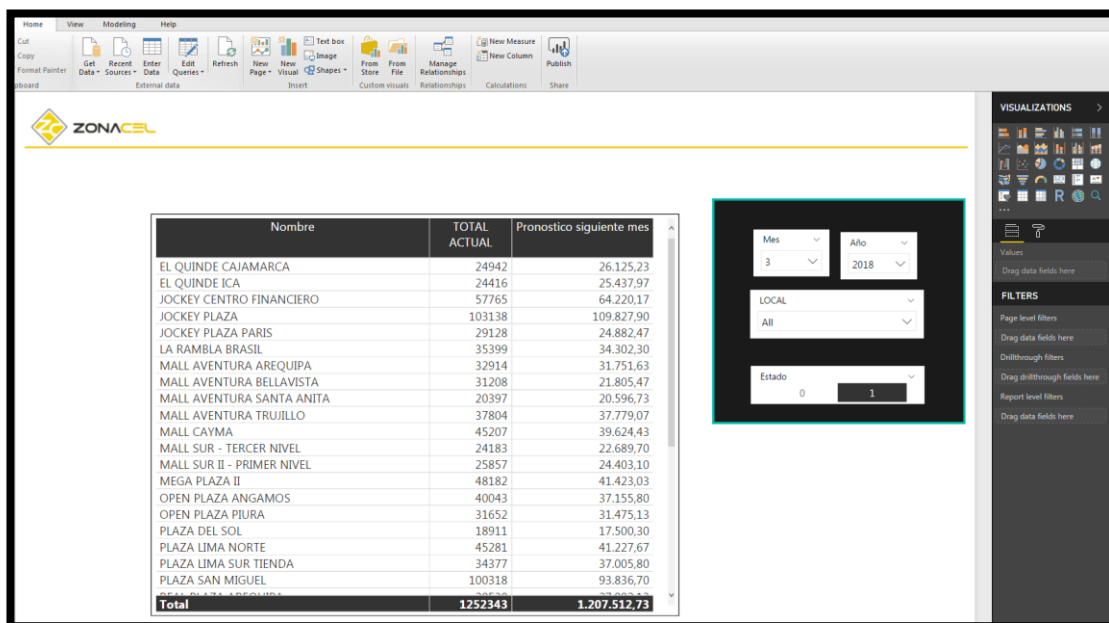 Home View Modeling Help
Cut
Copy
Format Painter
pboard
Get Data
Recent Sources
Enter Data
Edit Queries
Refresh
External data
New Page
New Visual
Text box
Image
Shapes
Insert
From Store
From File
Custom visuals
Manage Relationships
Relationships
New Measure
New Column
Calculations
Publish
Share
ZONACEL
Nombre TOTAL ACTUAL Pronostico siguiente mes
EL QUINDE CAJAMARCA 24942 26.125,23
EL QUINDE ICA 24416 25.437,97
JOCKEY CENTRO FINANCIERO 57765 64.220,17
JOCKEY PLAZA 103138 109.827,90
JOCKEY PLAZA PARIS 29128 24.882,47
LA RAMBLA BRASIL 35399 34.302,30
MALL AVENTURA AREQUIPA 32914 31.751,63
MALL AVENTURA BELLAVISTA 31208 21.805,47
MALL AVENTURA SANTA ANITA 20397 20.596,73
MALL AVENTURA TRUJILLO 37804 37.779,07
MALL CAYMA 45207 39.624,43
MALL SUR - TERCER NIVEL 24183 22.689,70
MALL SUR II - PRIMER NIVEL 25857 24.403,10
MEGA PLAZA II 48182 41.423,03
OPEN PLAZA ANGAMOS 40043 37.155,80
OPEN PLAZA PIURA 31652 31.475,13
PLAZA DEL SOL 18911 17.500,30
PLAZA LIMA NORTE 45281 41.227,67
PLAZA LIMA SUR TIENDA 34377 37.005,80
PLAZA SAN MIGUEL 100318 93.836,70
Total 1252343 1.207.512,73
Mes
3
Año
2018
LOCAL
All
Estado
0 1
VISUALIZATIONS
R
Values
Drag data fields here
FILTERS
Page level filters
Drag data fields here
Drillthrough filters
Drag drillthrough fields here
Report level filters
Drag data fields here